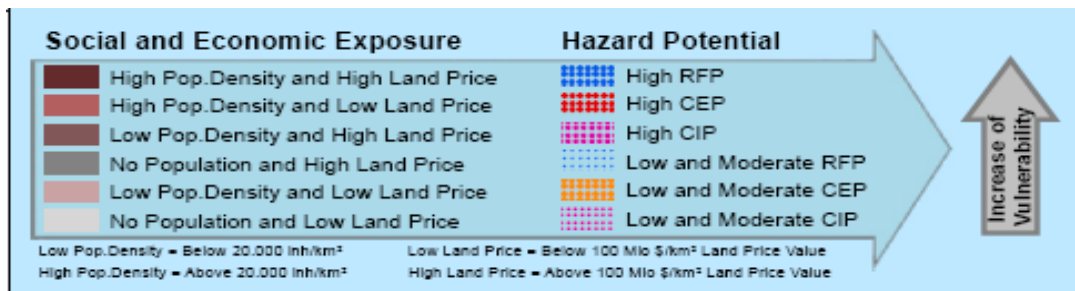 Social and Economic Exposure
Hazard Potential
High Pop.Density and High Land Price
High RFP
High Pop.Density and Low Land Price
High CEP
Low Pop.Density and High Land Price
High CIP
No Population and High Land Price
Low and Moderate RFP
Low Pop.Density and Low Land Price
Low and Moderate CEP
No Population and Low Land Price
Low and Moderate CIP
Low Pop.Density = Below 20.000 Inh/km²
Low Land Price = Below 100 Mio $/km² Land Price Value
High Pop.Density = Above 20.000 Inh/km²
High Land Price = Above 100 Mio $/km² Land Price Value
Increase of
Vulnerability